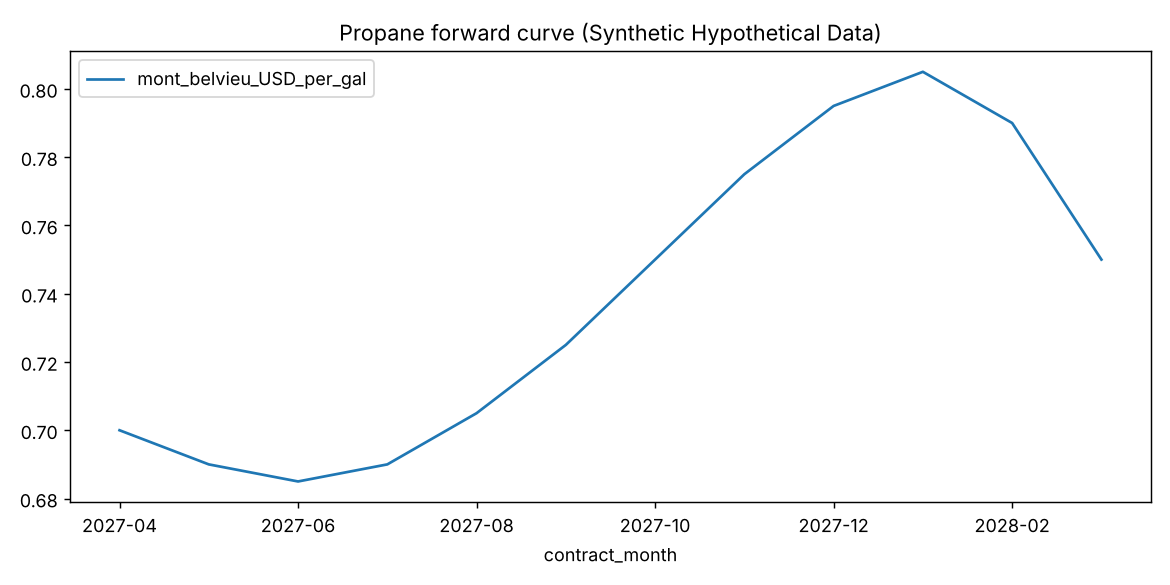 Propane forward curve (Synthetic Hypothetical Data)
mont_belvieu_USD_per_gal
0.80
0.78
0.76
0.74
0.72
0.70
0.68
2027-04 2027-06 2027-08 2027-10 2027-12 2028-02
contract_month